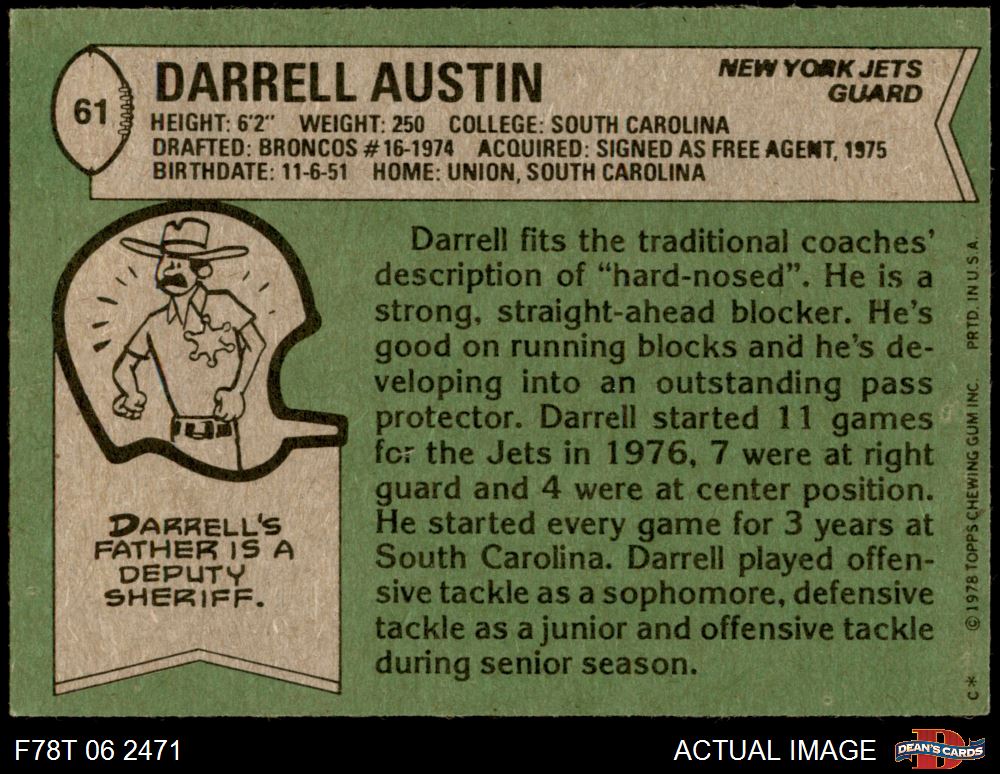 61
DARRELL AUSTIN
NEW YORK JETS
GUARD
HEIGHT: 6'2" WEIGHT: 250 COLLEGE: SOUTH CAROLINA
DRAFTED: BRONCOS #16-1974 ACQUIRED: SIGNED AS FREE AGENT, 1975
BIRTHDATE: 11-6-51 HOME: UNION, SOUTH CAROLINA
DARRELL'S
FATHER IS A
DEPUTY
SHERIFF.
Darrell fits the traditional coaches'
description of "hard-nosed". He is a
strong, straight-ahead blocker. He's
good on running blocks and he's de-
veloping into an outstanding pass
protector. Darrell started 11 games
for the Jets in 1976, 7 were at right
guard and 4 were at center position.
He started every game for 3 years at
South Carolina. Darrell played offen-
sive tackle as a sophomore, defensive
tackle as a junior and offensive tackle
during senior season.
C* © 1978 TOPPS CHEWING GUM INC. PRTD. IN U.S.A.
F78T 06 2471
ACTUAL IMAGE
D
DEAN'S CARDS